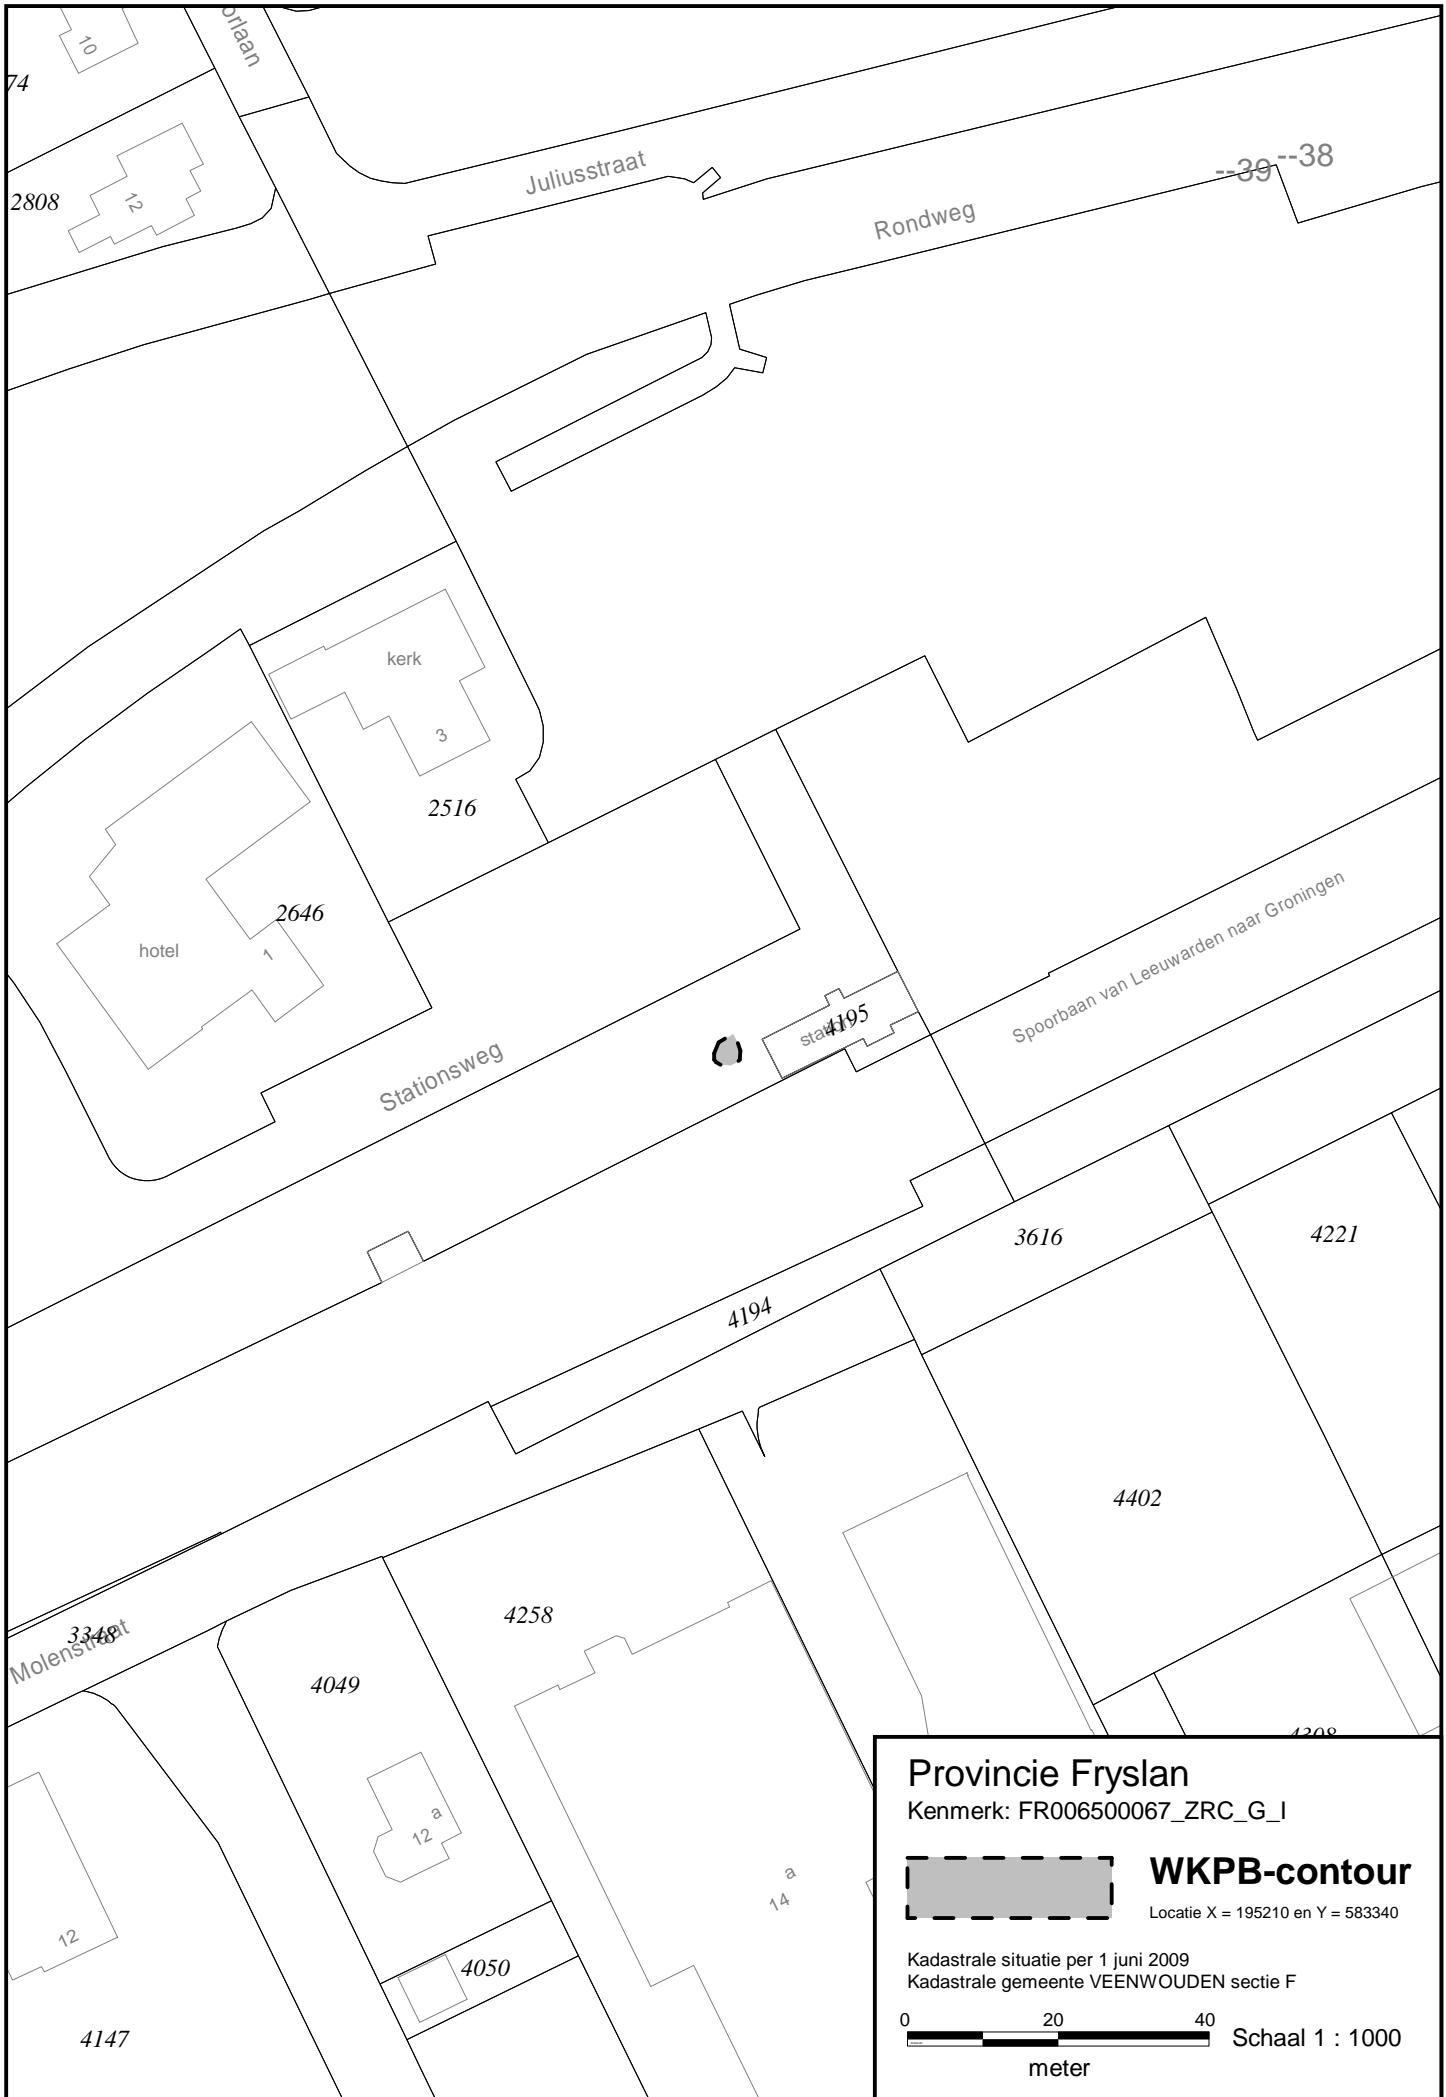 10
orlaan
74
12
2808
Juliusstraat
Rondweg
--39
--38
kerk
3
2516
2646
hotel
1
Stationsweg
station
4195
Spoorbaan van Leeuwarden naar Groningen
3616
4221
4194
4402
4258
3348
Molenstraat
4049
a
12
a
14
12
4050
4147
4308
Provincie Fryslan
Kenmerk: FR006500067_ZRC_G_I
WKPB-contour
Locatie X = 195210 en Y = 583340
Kadastrale situatie per 1 juni 2009
Kadastrale gemeente VEENWOUDEN sectie F
0 20 40
Schaal 1 : 1000
meter